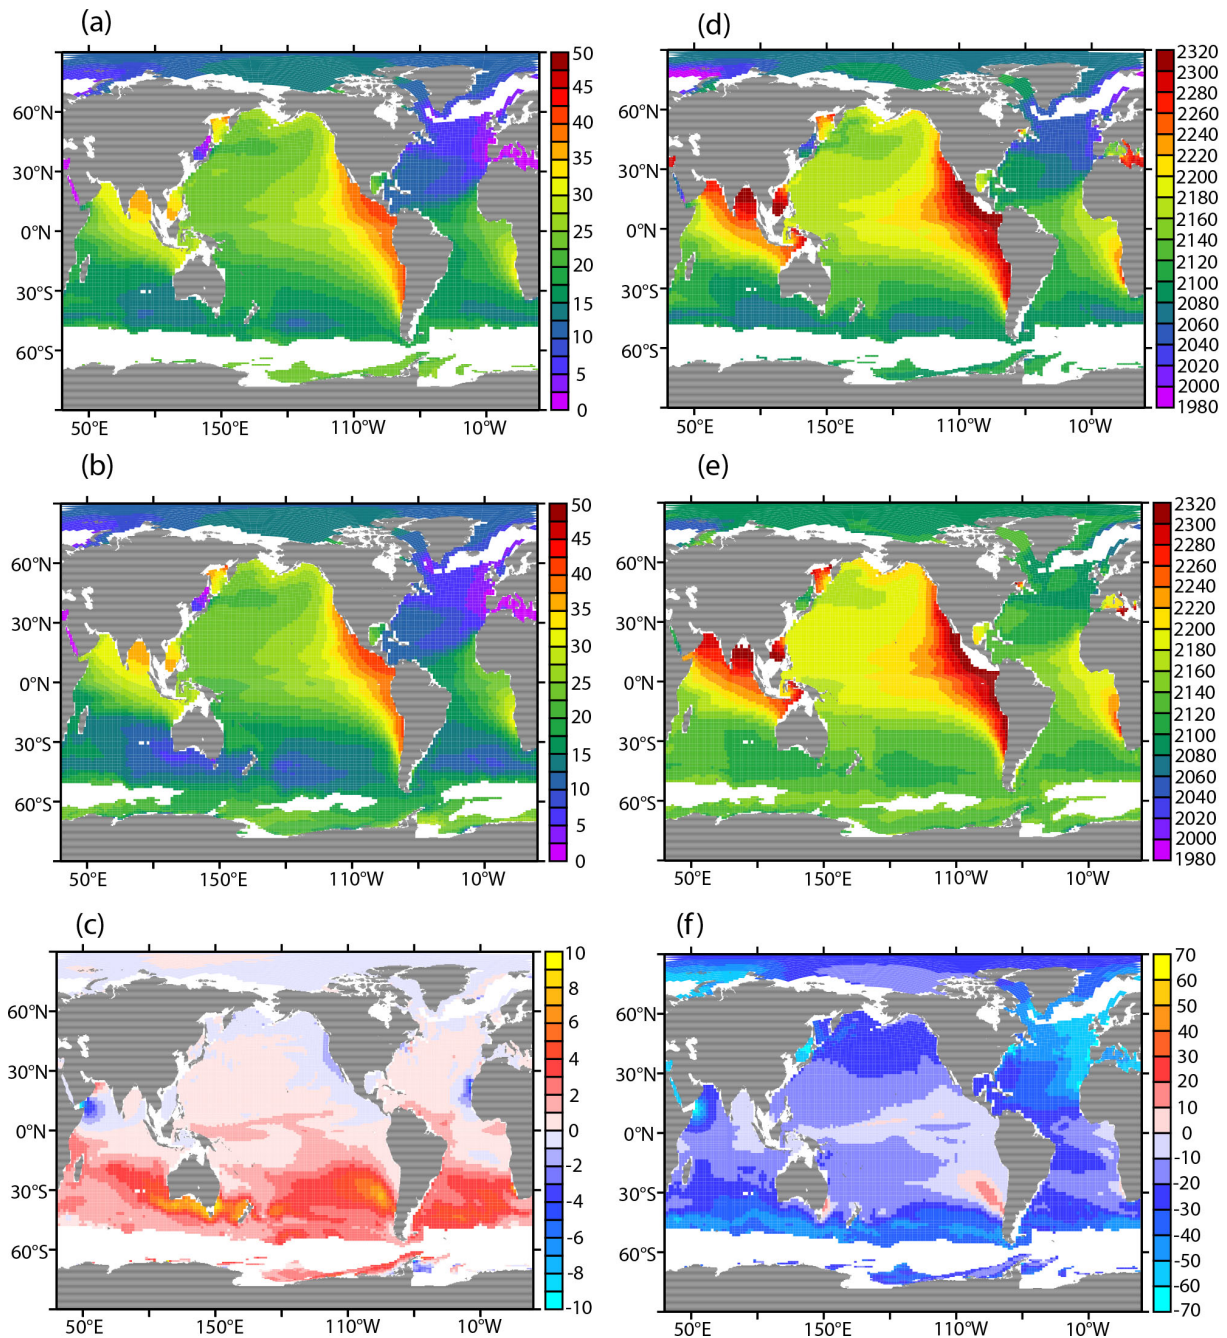 (a)
60°N
30°N
0°N
30°S
60°S
50°E 150°E 110°W 10°W
50
45
40
35
30
25
20
15
10
5
0
(d)
60°N
30°N
0°N
30°S
60°S
50°E 150°E 110°W 10°W
2320
2300
2280
2260
2240
2220
2200
2180
2160
2140
2120
2100
2080
2060
2040
2020
2000
1980
(b)
60°N
30°N
0°N
30°S
60°S
50°E 150°E 110°W 10°W
50
45
40
35
30
25
20
15
10
5
0
(e)
60°N
30°N
0°N
30°S
60°S
50°E 150°E 110°W 10°W
2320
2300
2280
2260
2240
2220
2200
2180
2160
2140
2120
2100
2080
2060
2040
2020
2000
1980
(c)
60°N
30°N
0°N
30°S
60°S
50°E 150°E 110°W 10°W
10
8
6
4
2
0
-2
-4
-6
-8
-10
(f)
60°N
30°N
0°N
30°S
60°S
50°E 150°E 110°W 10°W
70
60
50
40
30
20
10
0
-10
-20
-30
-40
-50
-60
-70